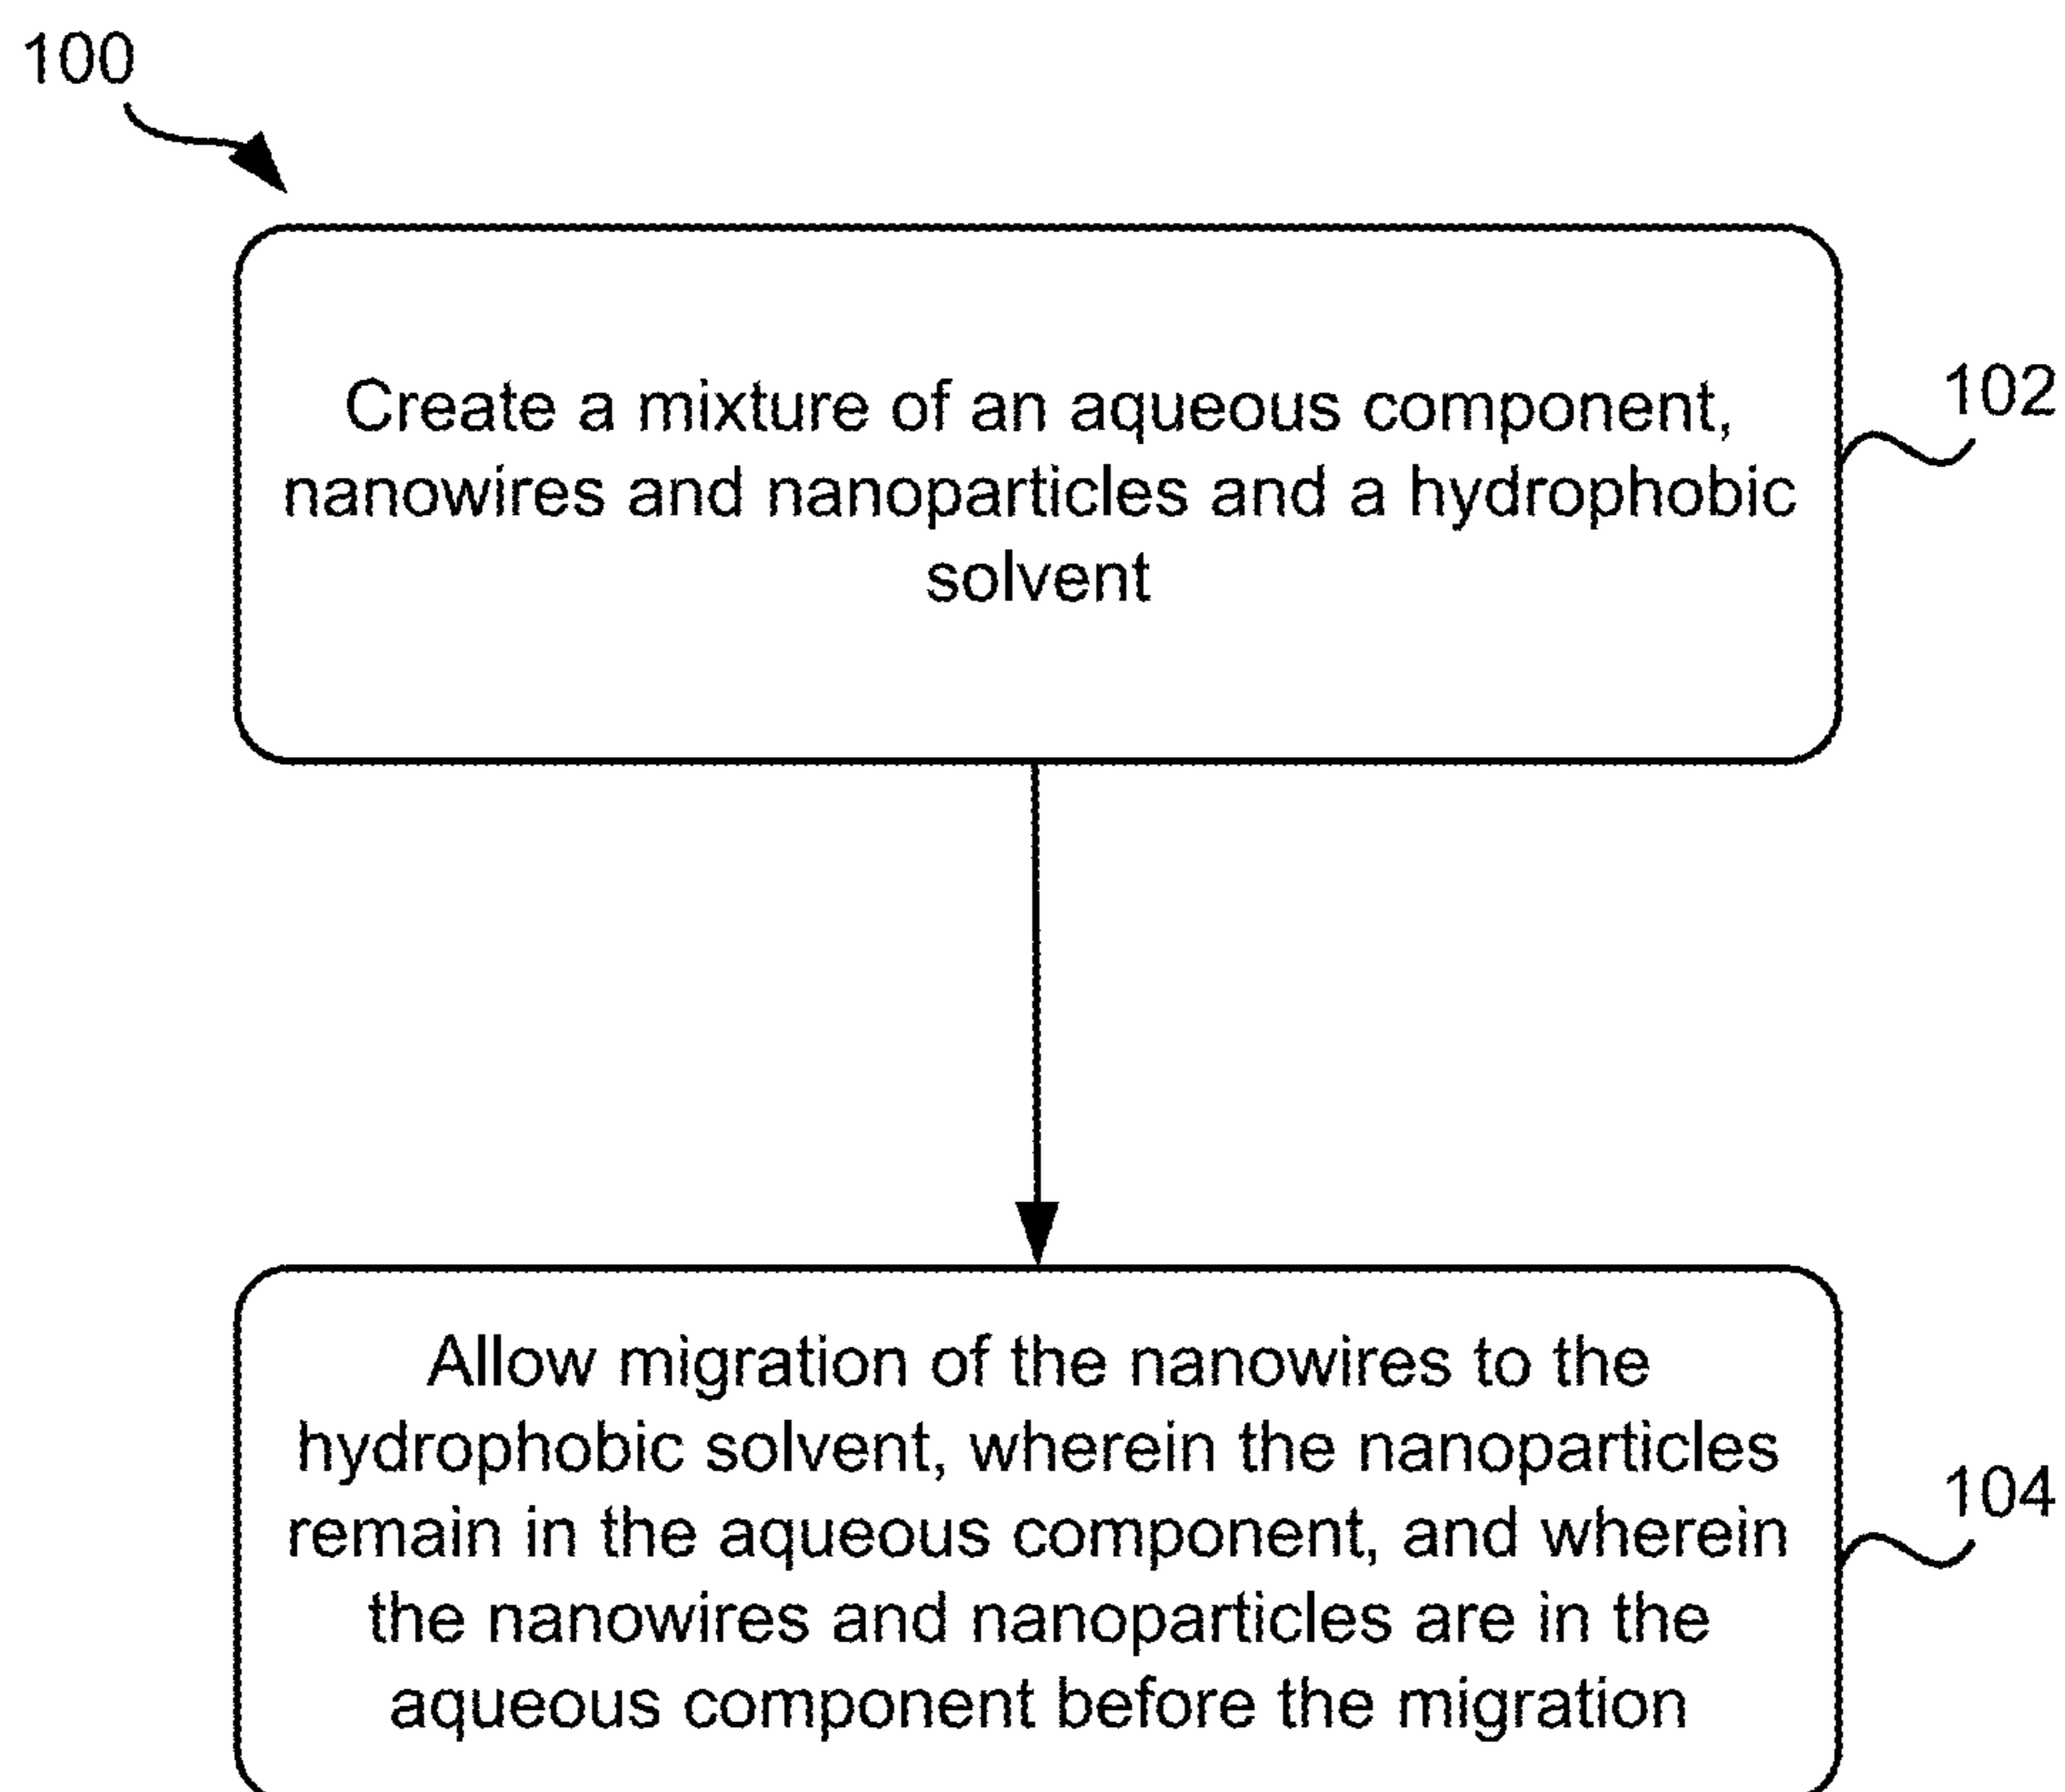 100
Create a mixture of an aqueous component,
nanowires and nanoparticles and a hydrophobic
solvent
102
Allow migration of the nanowires to the
hydrophobic solvent, wherein the nanoparticles
remain in the aqueous component, and wherein
the nanowires and nanoparticles are in the
aqueous component before the migration
104